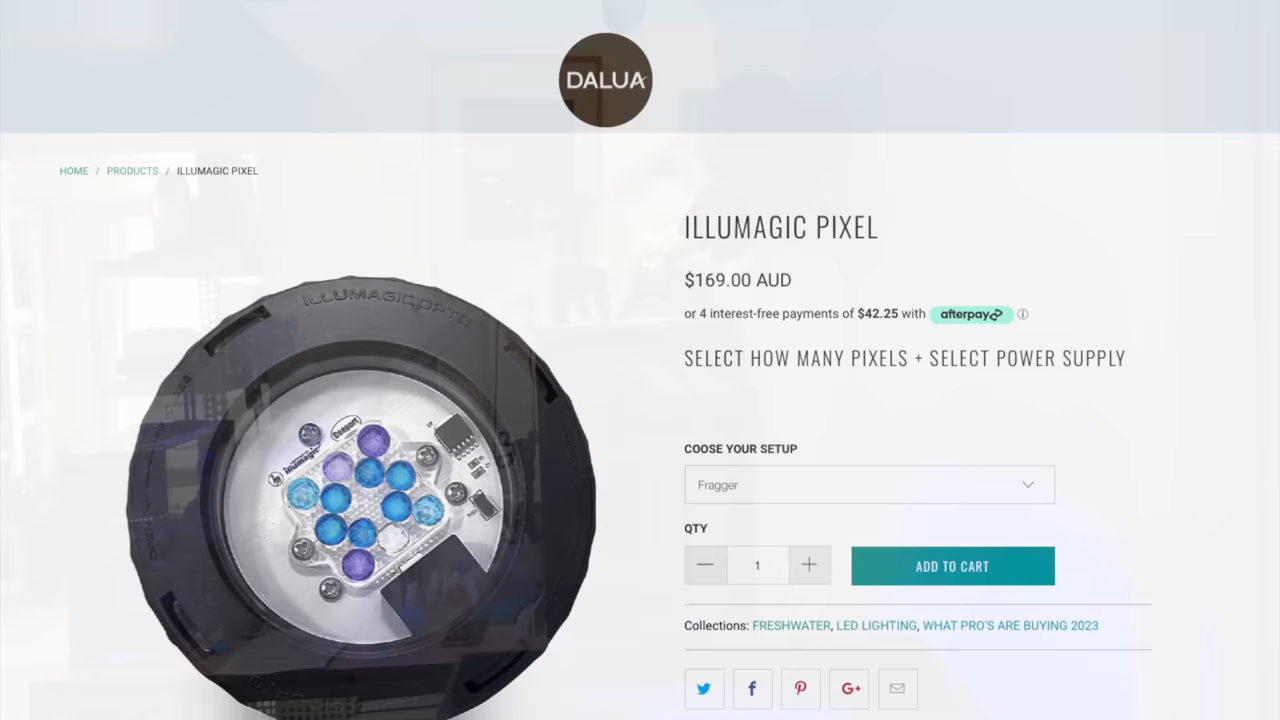 DALUA
HOME / PRODUCTS / ILLUMAGIC PIXEL
ILLUMAGIC PIXEL
$169.00 AUD
or 4 interest-free payments of $42.25 with afterpay
SELECT HOW MANY PIXELS + SELECT POWER SUPPLY
COOSE YOUR SETUP
Fragger
QTY
1
ADD TO CART
Collections: FRESHWATER, LED LIGHTING, WHAT PRO'S ARE BUYING 2023
G+
ILLUMAGIC OPTO
Illumagic